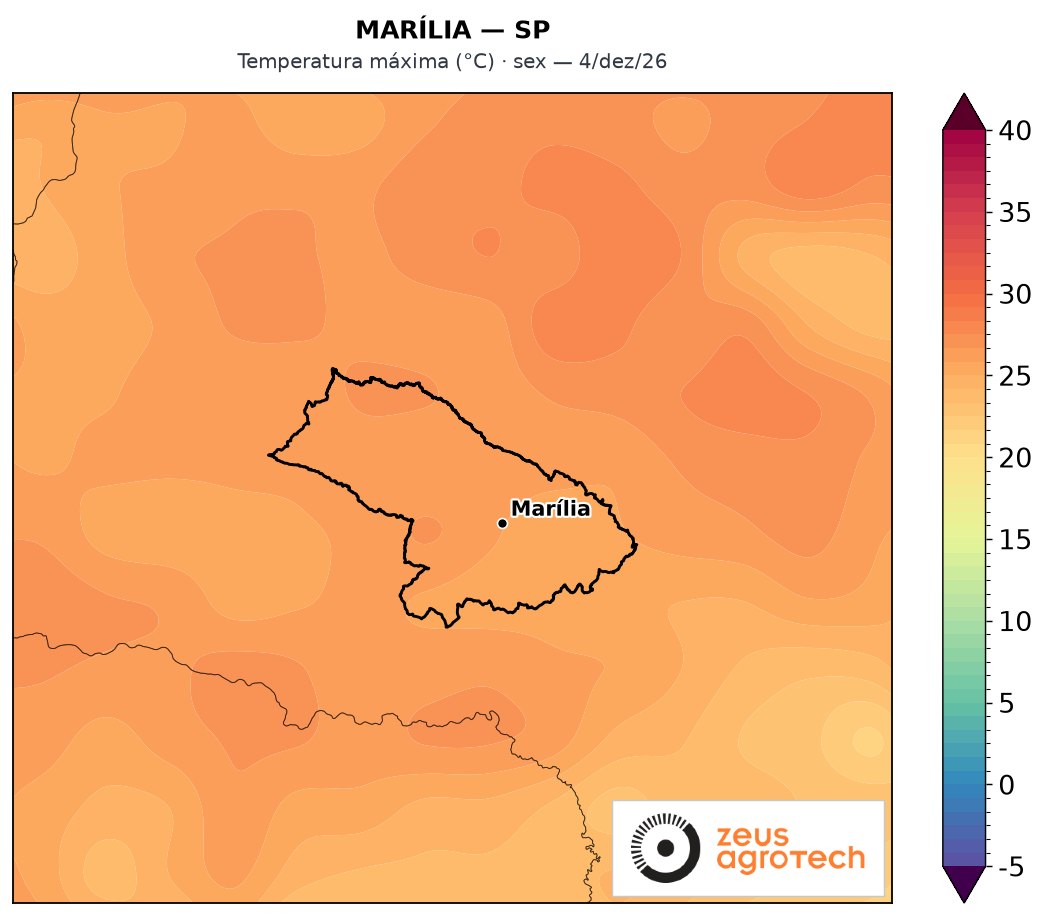 MARÍLIA — SP
Temperatura máxima (°C) · sex — 4/dez/26
40
35
30
25
20
15
10
5
0
-5
Marília
zeus
agrotech